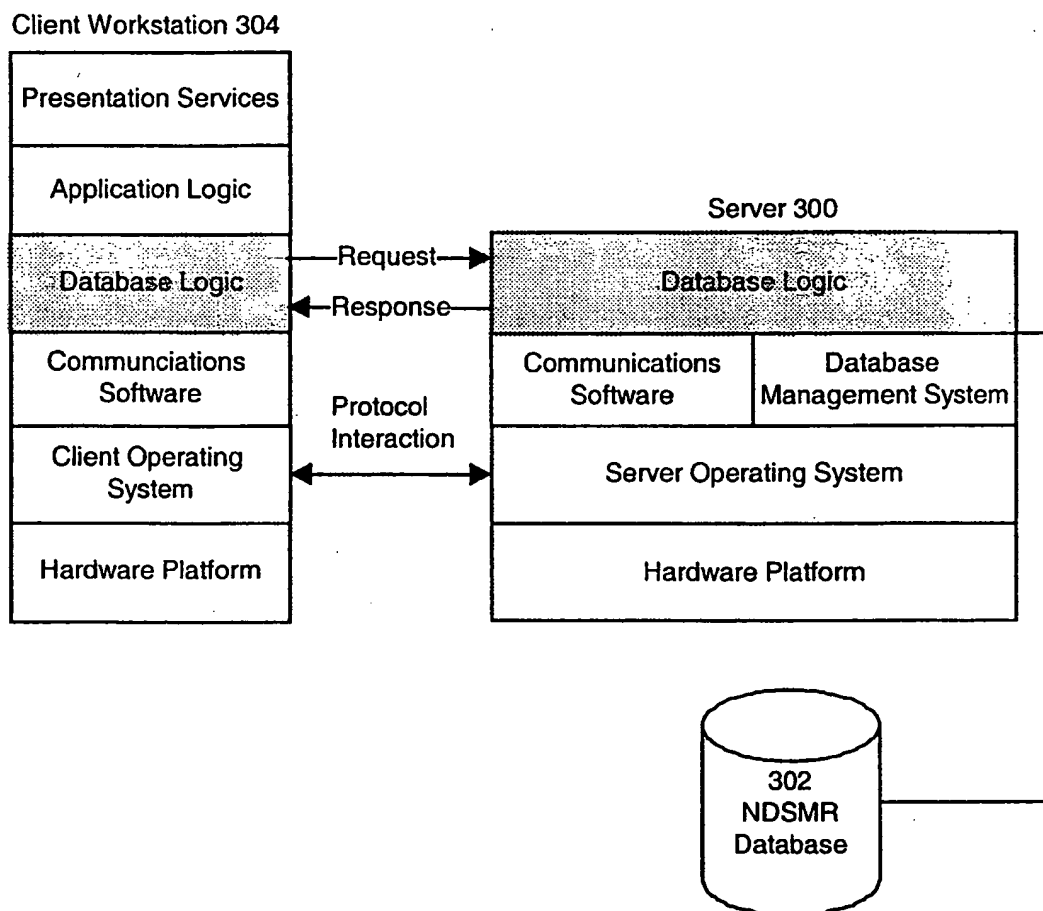 Client Workstation 304
Presentation Services
Application Logic
Database Logic
Communciations
Software
Client Operating
System
Hardware Platform
Request
Response
Protocol
Interaction
Server 300
Database Logic
Communications
Software
Database
Management System
Server Operating System
Hardware Platform
302
NDSMR
Database